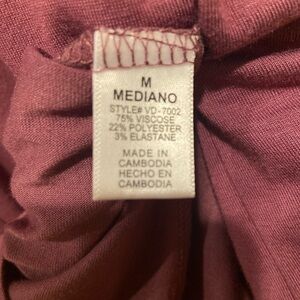 M
MEDIANO
STYLE# VD-7002
75% VISCOSE
22% POLYESTER
3% ELASTANE
MADE IN
CAMBODIA
HECHO EN
CAMBODIA